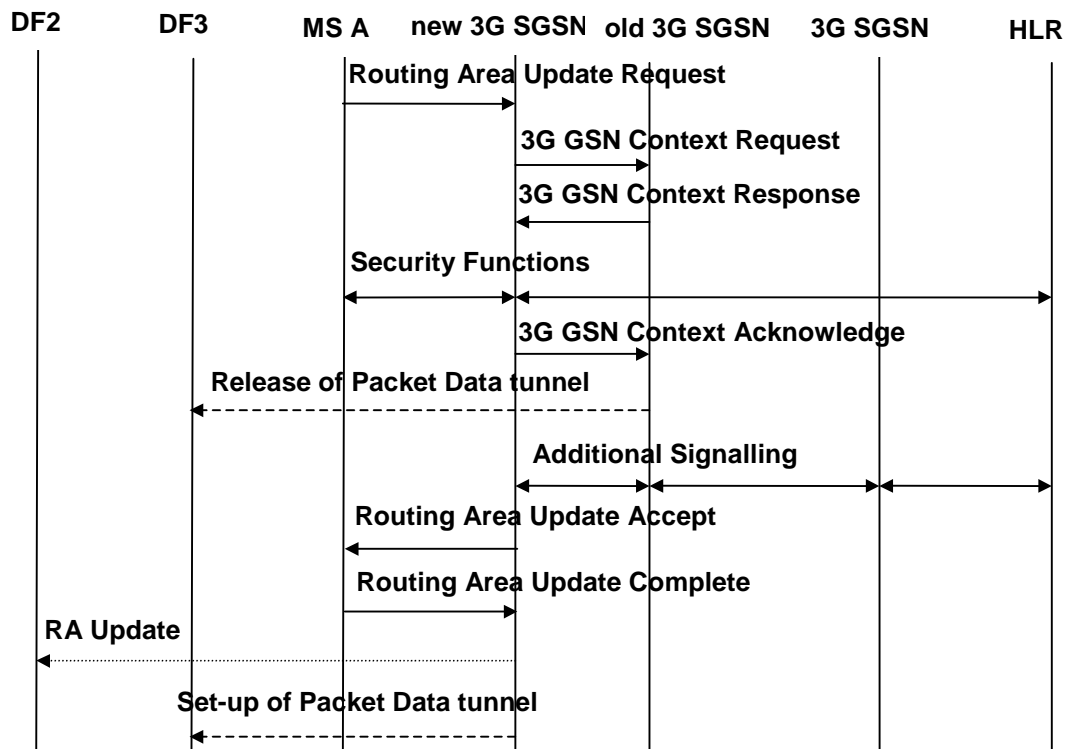 DF2 DF3 MS A new 3G SGSN old 3G SGSN 3G SGSN HLR
Routing Area Update Request
3G GSN Context Request
3G GSN Context Response
Security Functions
3G GSN Context Acknowledge
Release of Packet Data tunnel
Additional Signalling
Routing Area Update Accept
Routing Area Update Complete
RA Update
Set-up of Packet Data tunnel